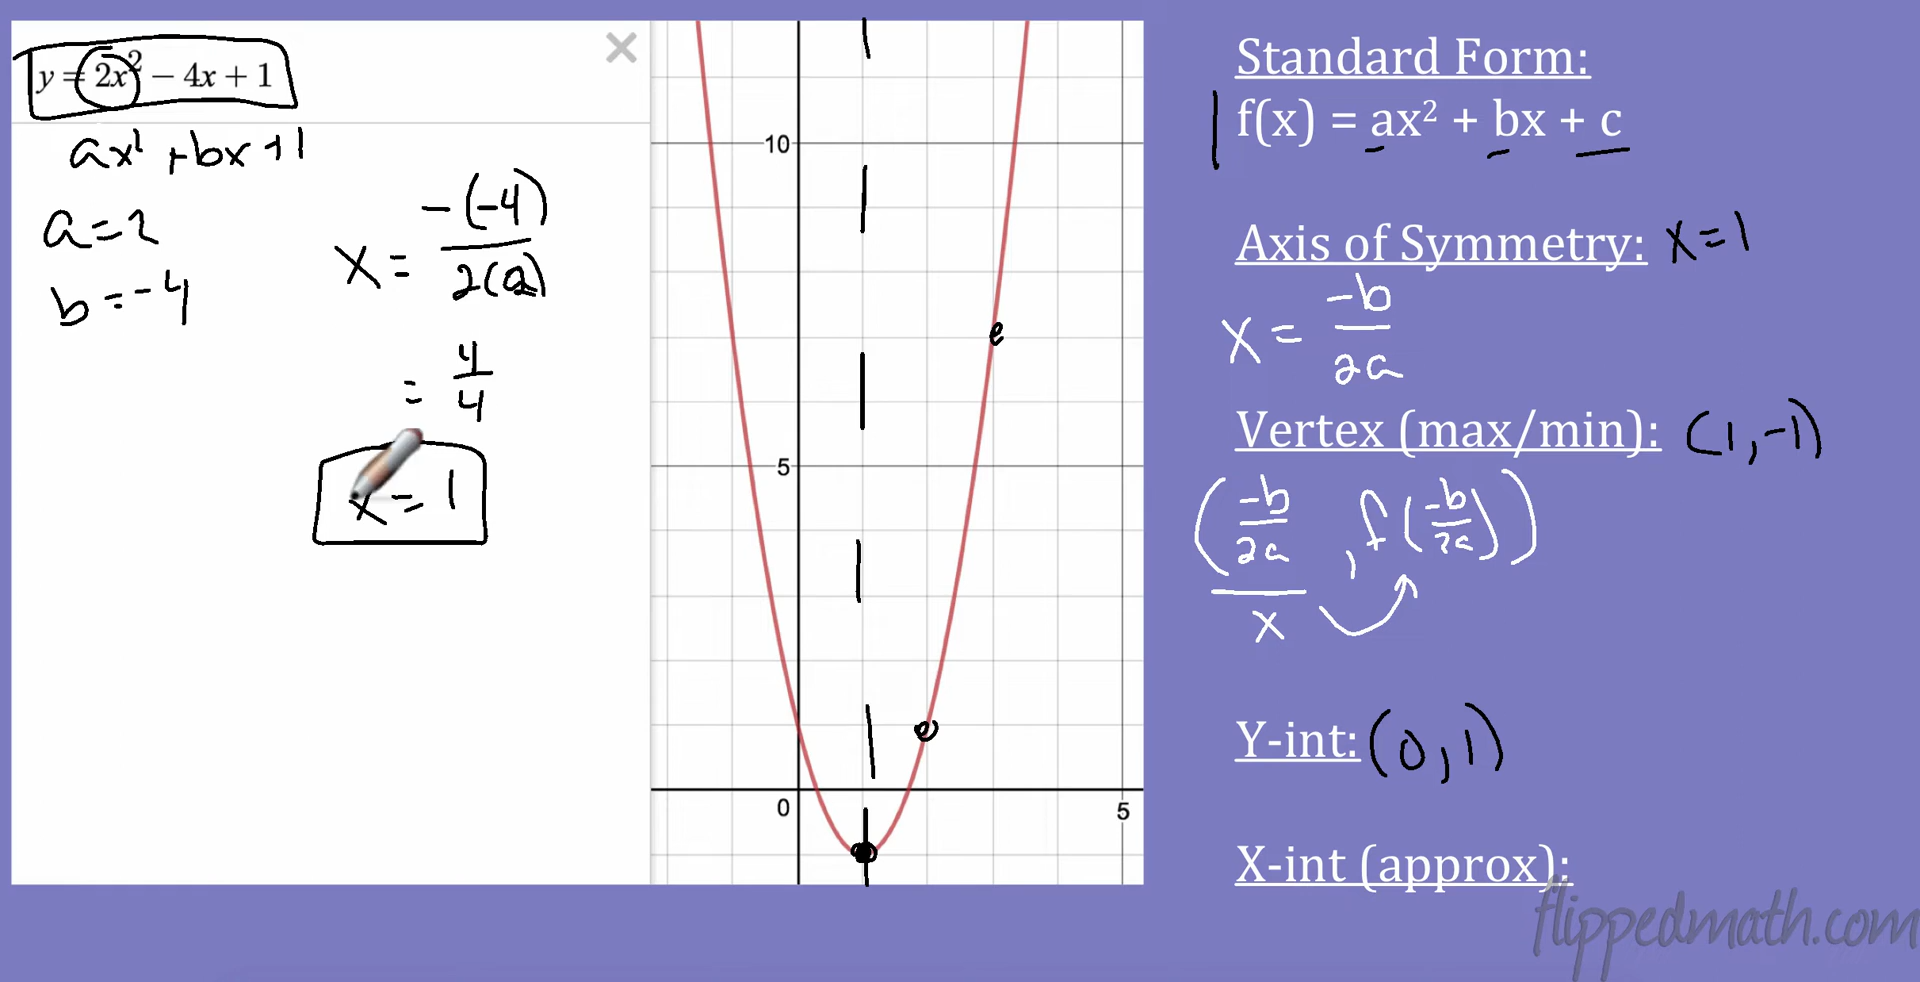 y = 2x² − 4x + 1
ax² + bx + 1
a = 2
b = -4
x = -(-4) / 2(2)
= 4/4
x = 1
10
5
0
5
Standard Form:
f(x) = ax² + bx + c
Axis of Symmetry: x = 1
x = -b / 2a
Vertex (max/min): (1, -1)
(-b/2a, f(-b/2a))
x
Y-int: (0, 1)
X-int (approx):
flippedmath.com